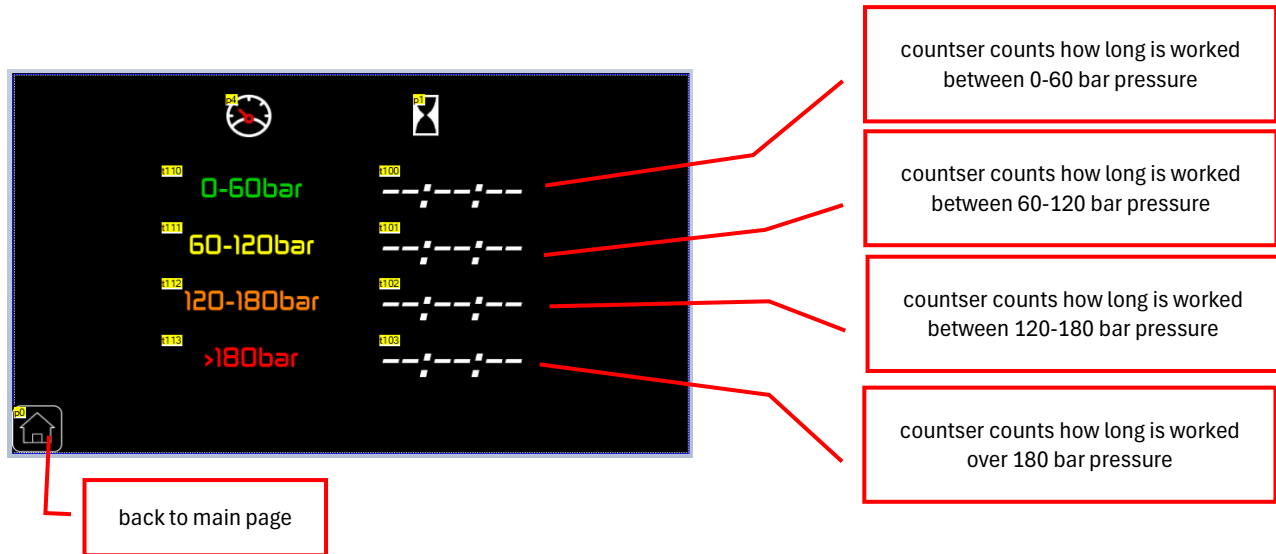 countser counts how long is worked
between 0-60 bar pressure
p4
p1
t110
0-60bar
t100
--:--:--
countser counts how long is worked
between 60-120 bar pressure
t111
60-120bar
t101
--:--:--
t112
120-180bar
t102
--:--:--
countser counts how long is worked
between 120-180 bar pressure
t113
>180bar
t103
--:--:--
countser counts how long is worked
over 180 bar pressure
p0
back to main page